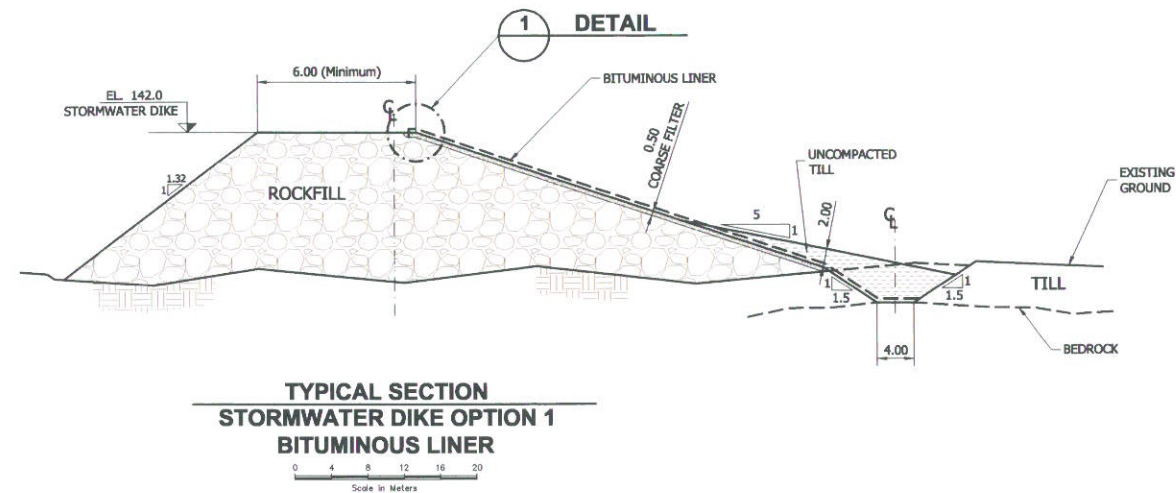 1 DETAIL
6.00 (Minimum)
BITUMINOUS LINER
EL. 142.0
STORMWATER DIKE
℄
0.50
COARSE FILTER
UNCOMPACTED
TILL
EXISTING
GROUND
1.32
1
ROCKFILL
5
1
2.00
℄
1
1.5
1
1.5
TILL
4.00
BEDROCK
TYPICAL SECTION
STORMWATER DIKE OPTION 1
BITUMINOUS LINER
0 4 8 12 16 20
Scale in Meters